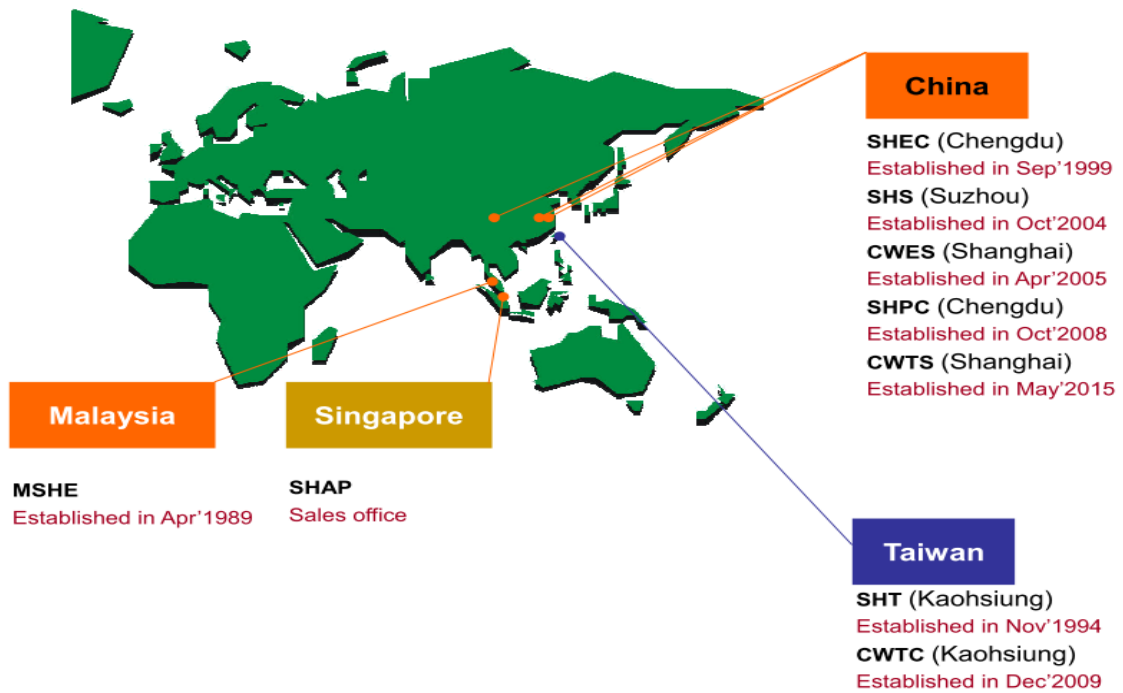 China
SHEC (Chengdu)
Established in Sep’1999
SHS (Suzhou)
Established in Oct’2004
CWES (Shanghai)
Established in Apr’2005
SHPC (Chengdu)
Established in Oct’2008
CWTS (Shanghai)
Established in May’2015
Malaysia
MSHE
Established in Apr’1989
Singapore
SHAP
Sales office
Taiwan
SHT (Kaohsiung)
Established in Nov’1994
CWTC (Kaohsiung)
Established in Dec’2009